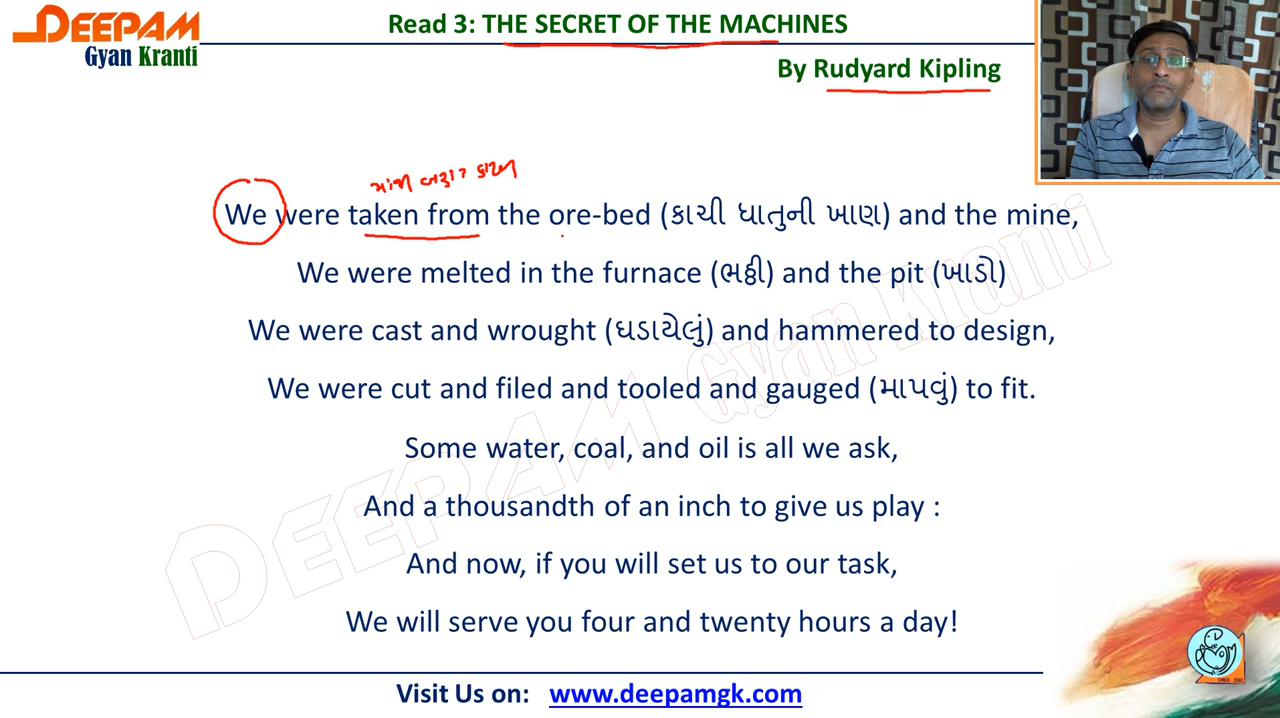 DEEPAM
Gyan Kranti
Read 3: THE SECRET OF THE MACHINES
By Rudyard Kipling
We were taken from the ore-bed (કાચી ધાતુની ખાણ) and the mine,
We were melted in the furnace (ભઠ્ઠી) and the pit (ખાડો)
We were cast and wrought (ઘડાયેલું) and hammered to design,
We were cut and filed and tooled and gauged (માપવું) to fit.
Some water, coal, and oil is all we ask,
And a thousandth of an inch to give us play :
And now, if you will set us to our task,
We will serve you four and twenty hours a day!
DEEPAM Gyan Kranti
Visit Us on: www.deepamgk.com